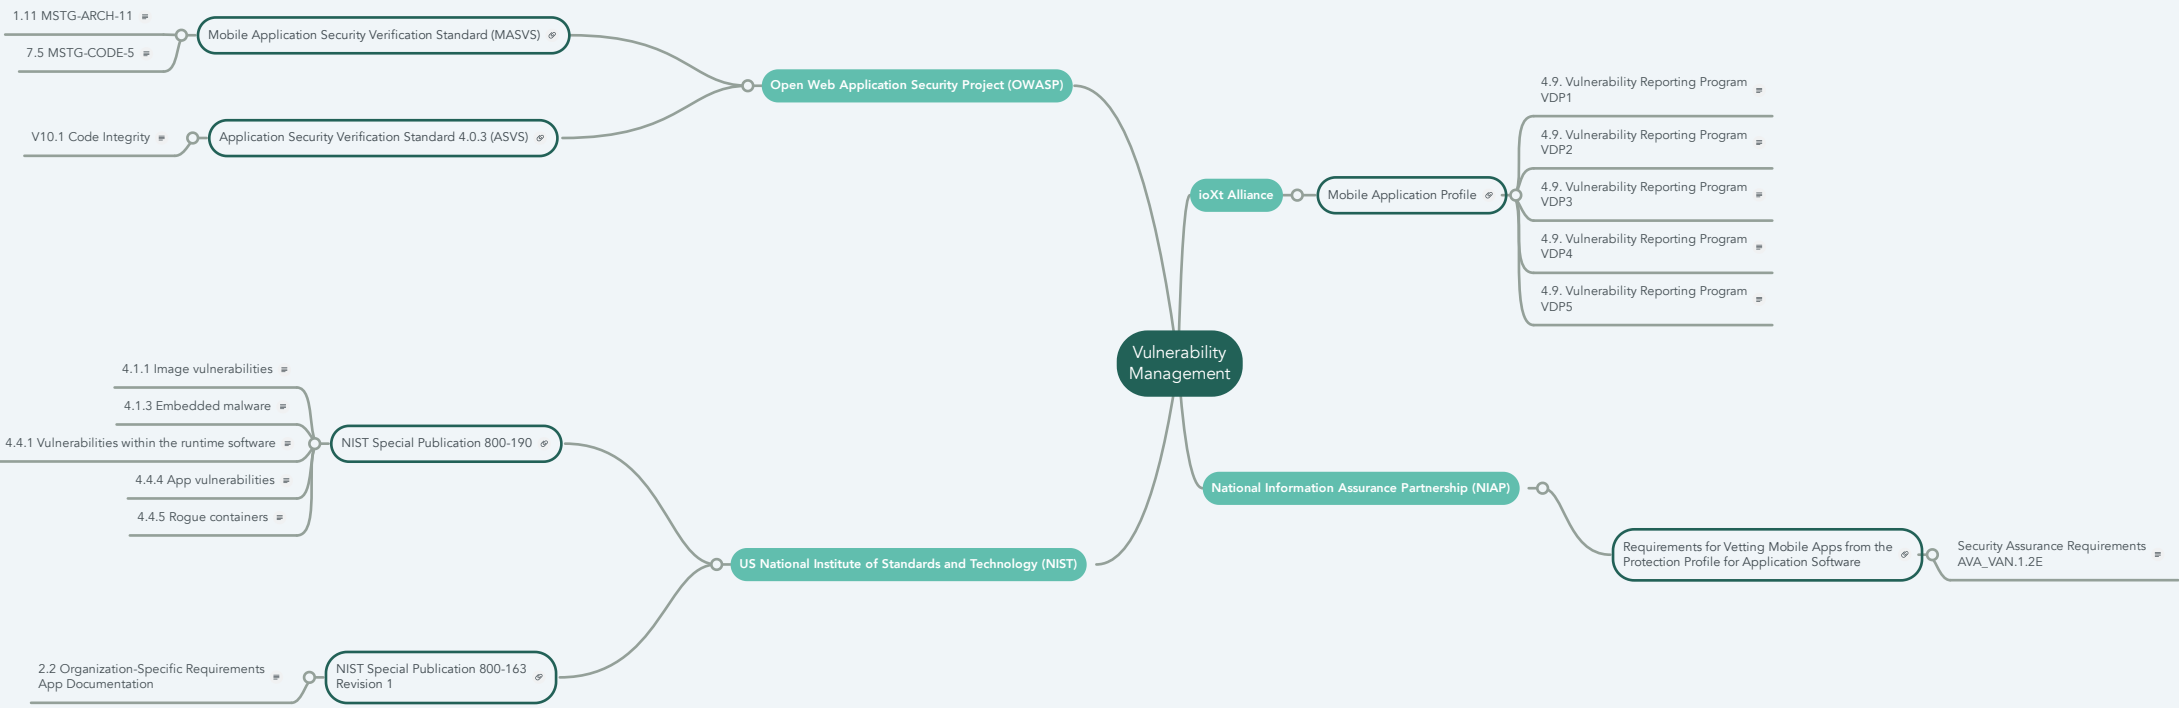 1.11 MSTG-ARCH-11
7.5 MSTG-CODE-5
Mobile Application Security Verification Standard (MASVS)
V10.1 Code Integrity
Application Security Verification Standard 4.0.3 (ASVS)
Open Web Application Security Project (OWASP)
ioXt Alliance
Mobile Application Profile
4.9. Vulnerability Reporting Program
VDP1
4.9. Vulnerability Reporting Program
VDP2
4.9. Vulnerability Reporting Program
VDP3
4.9. Vulnerability Reporting Program
VDP4
4.9. Vulnerability Reporting Program
VDP5
Vulnerability
Management
4.1.1 Image vulnerabilities
4.1.3 Embedded malware
4.4.1 Vulnerabilities within the runtime software
4.4.4 App vulnerabilities
4.4.5 Rogue containers
NIST Special Publication 800-190
US National Institute of Standards and Technology (NIST)
2.2 Organization-Specific Requirements
App Documentation
NIST Special Publication 800-163
Revision 1
National Information Assurance Partnership (NIAP)
Requirements for Vetting Mobile Apps from the
Protection Profile for Application Software
Security Assurance Requirements
AVA_VAN.1.2E